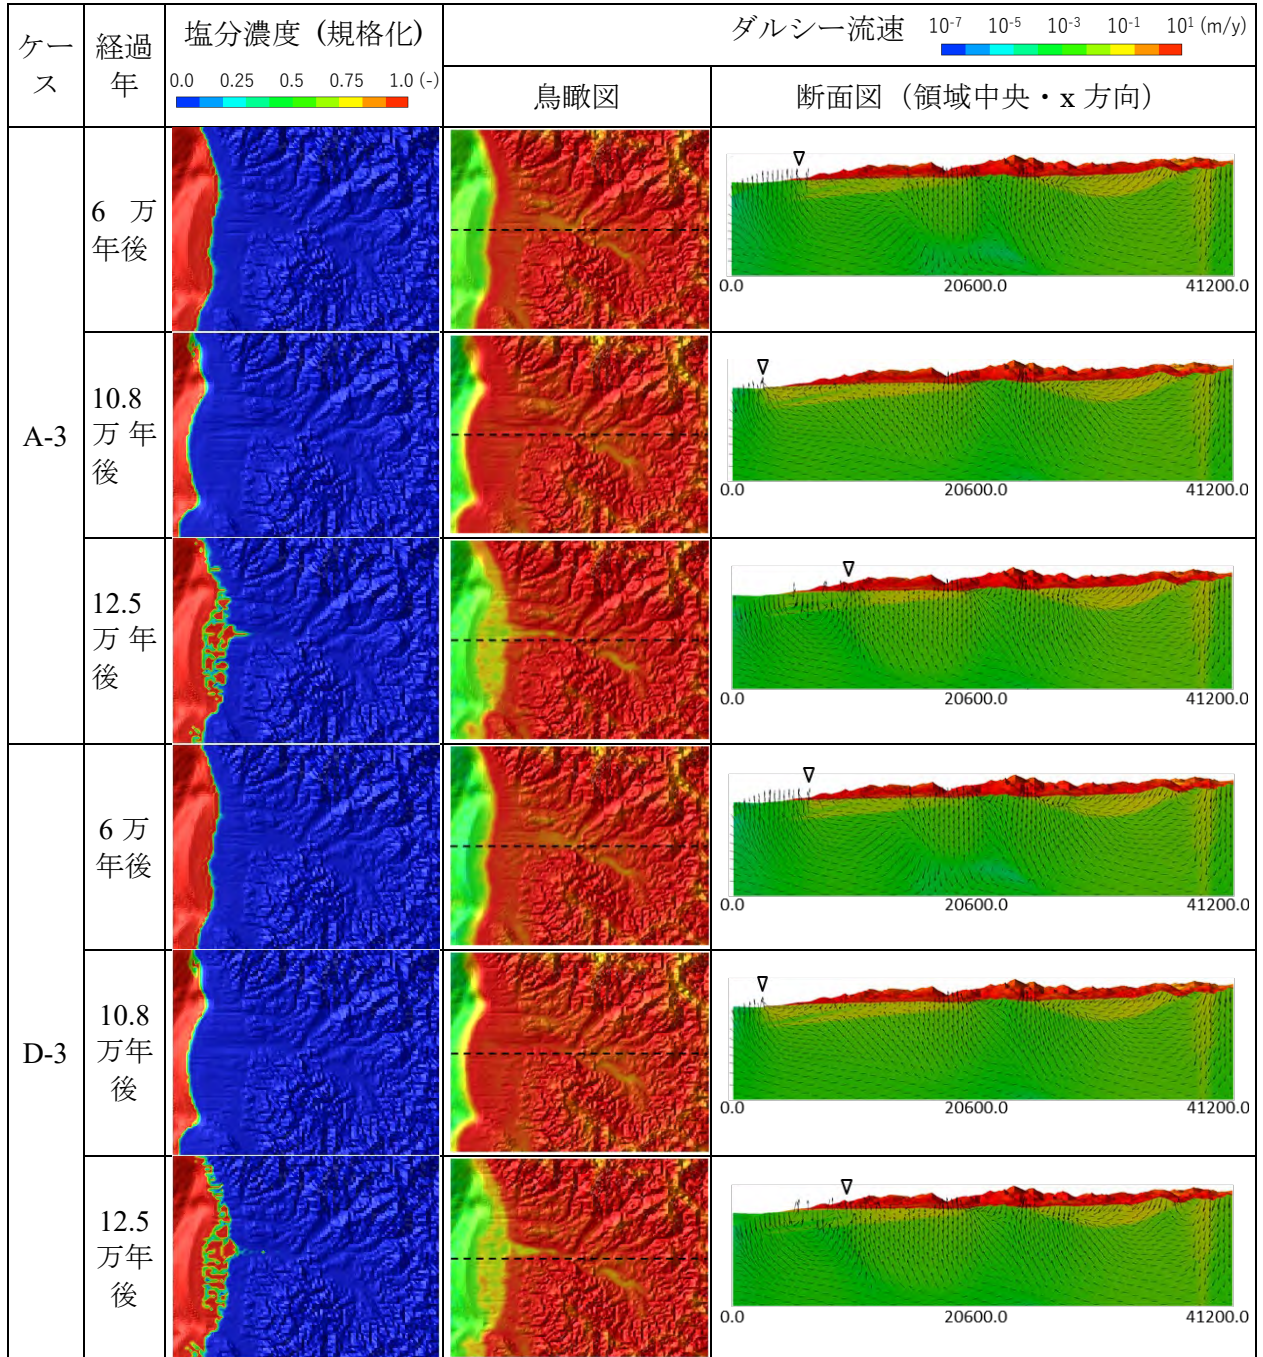 ケー
ス
経過
年
塩分濃度 (規格化)
0.0 0.25 0.5 0.75 1.0 (-)
ダルシー流速 10-7 10-5 10-3 10-1 101 (m/y)
鳥瞰図
断面図（領域中央・x 方向）
A-3
6 万
年後
0.0 20600.0 41200.0
10.8
万 年
後
0.0 20600.0 41200.0
12.5
万 年
後
0.0 20600.0 41200.0
D-3
6 万
年後
0.0 20600.0 41200.0
10.8
万年
後
0.0 20600.0 41200.0
12.5
万年
後
0.0 20600.0 41200.0